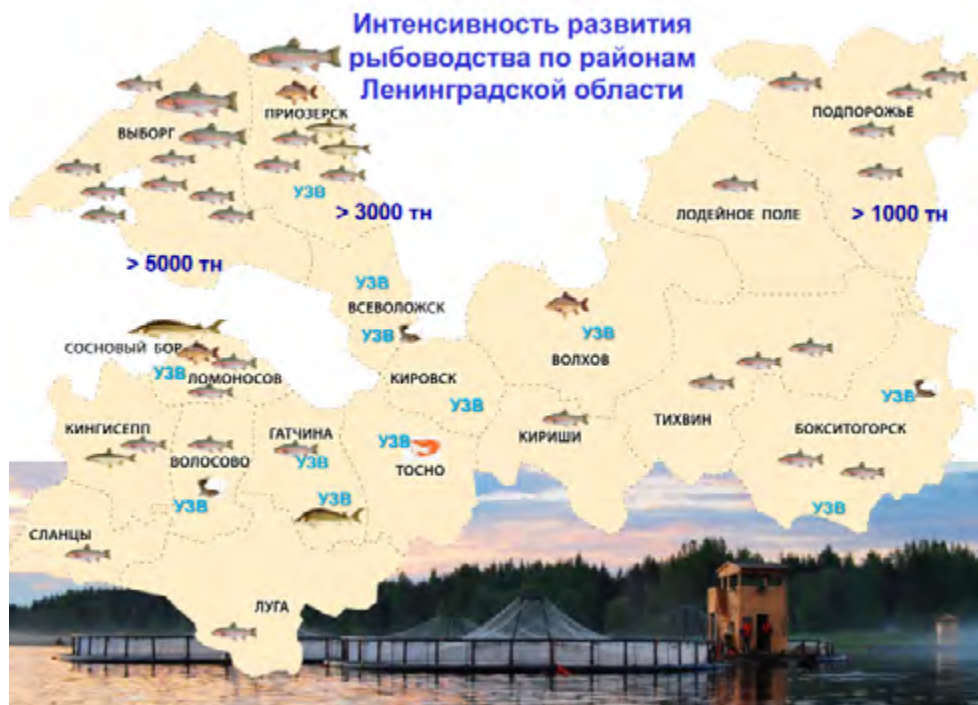 Интенсивность развития
рыбоводства по районам
Ленинградской области
ПОДПОРОЖЬЕ
ПРИОЗЕРСК
ВЫБОРГ
УЗВ
> 3000 тн
ЛОДЕЙНОЕ ПОЛЕ
> 1000 тн
> 5000 тн
УЗВ
ВСЕВОЛОЖСК
УЗВ
УЗВ
ВОЛХОВ
СОСНОВЫЙ БОР
УЗВ
ЛОМОНОСОВ
КИРОВСК
УЗВ
УЗВ
ТИХВИН
БОКСИТОГОРСК
КИНГИСЕПП
ГАТЧИНА
УЗВ
КИРИШИ
ВОЛОСОВО
УЗВ
ТОСНО
УЗВ
УЗВ
УЗВ
СЛАНЦЫ
ЛУГА